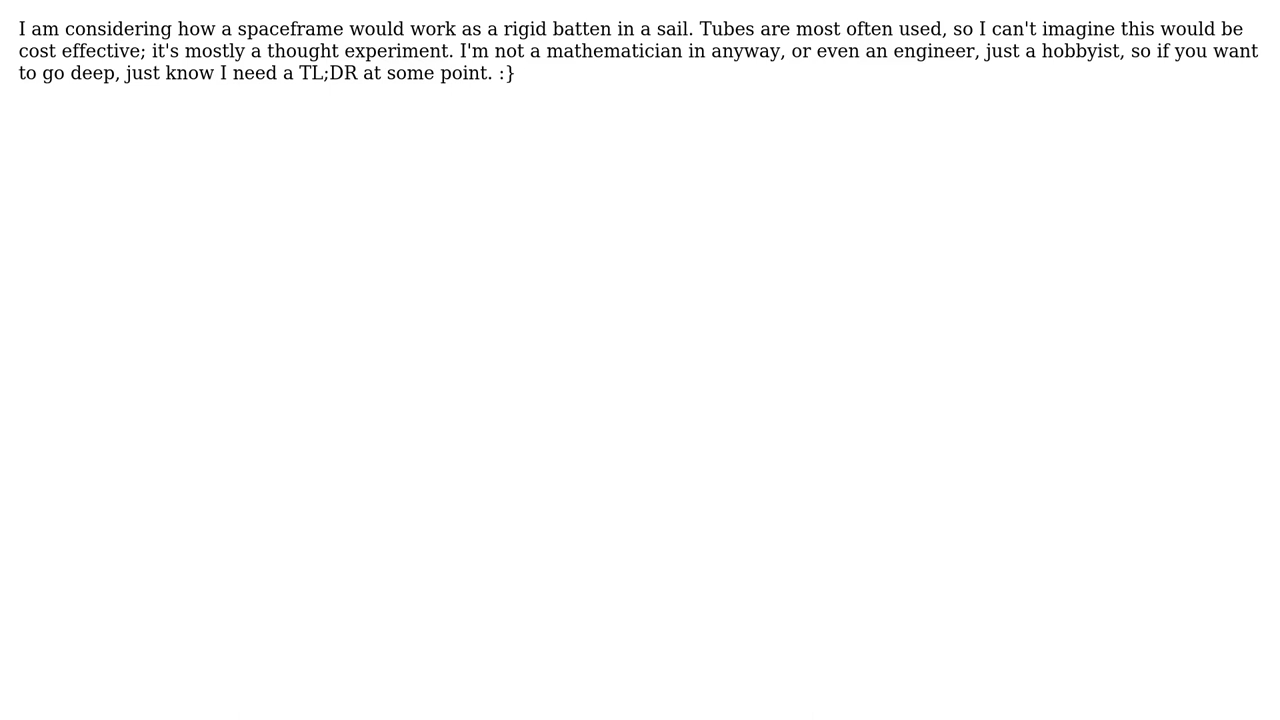 I am considering how a spaceframe would work as a rigid batten in a sail. Tubes are most often used, so I can't imagine this would be
cost effective; it's mostly a thought experiment. I'm not a mathematician in anyway, or even an engineer, just a hobbyist, so if you want
to go deep, just know I need a TL;DR at some point. :}